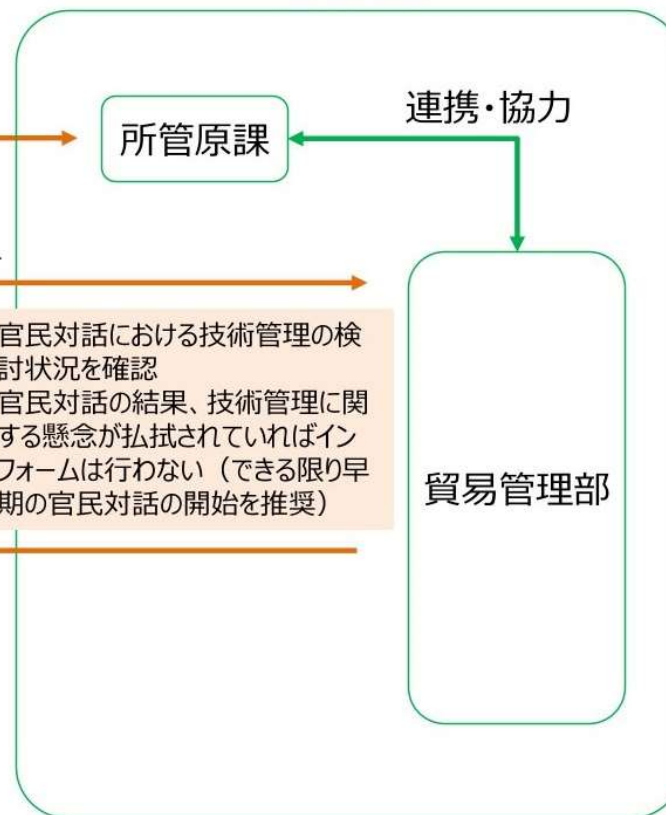 連携・協力
所管原課
官民対話における技術管理の検
討状況を確認
官民対話の結果、技術管理に関
する懸念が払拭されていればイン
フォームは行わない（できる限り早
期の官民対話の開始を推奨）
貿易管理部